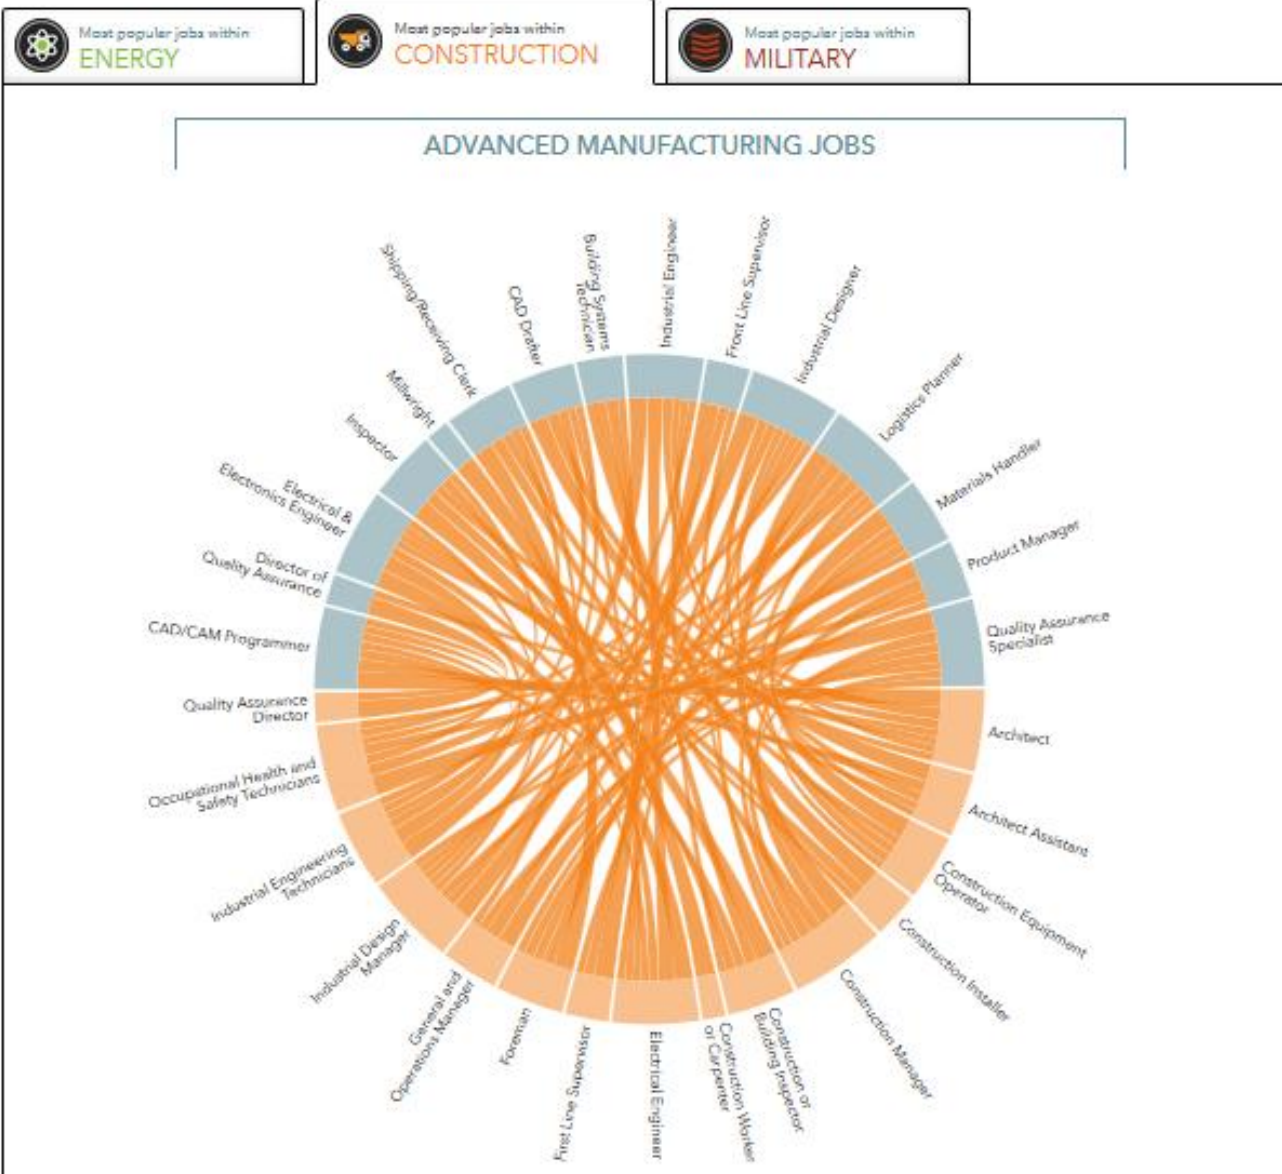 Most popular jobs within
ENERGY
Most popular jobs within
CONSTRUCTION
Most popular jobs within
MILITARY
ADVANCED MANUFACTURING JOBS
Industrial Engineer
Front Line Supervisor
Industrial Designer
Logistics Planner
Materials Handler
Product Manager
Quality Assurance
Specialist
Architect
Architect Assistant
Construction Equipment
Operator
Construction Installer
Construction Manager
Construction or
Building Inspector
Construction Worker
or Carpenter
Electrical Engineer
First Line Supervisor
Foreman
General and
Operations Manager
Industrial Design
Manager
Industrial Engineering
Technicians
Occupational Health and
Safety Technicians
Quality Assurance
Director
CAD/CAM Programmer
Director of
Quality Assurance
Electrical &
Electronics Engineer
Inspector
Millwright
Shipping/Receiving Clerk
CAD Drafter
Building Systems
Technician